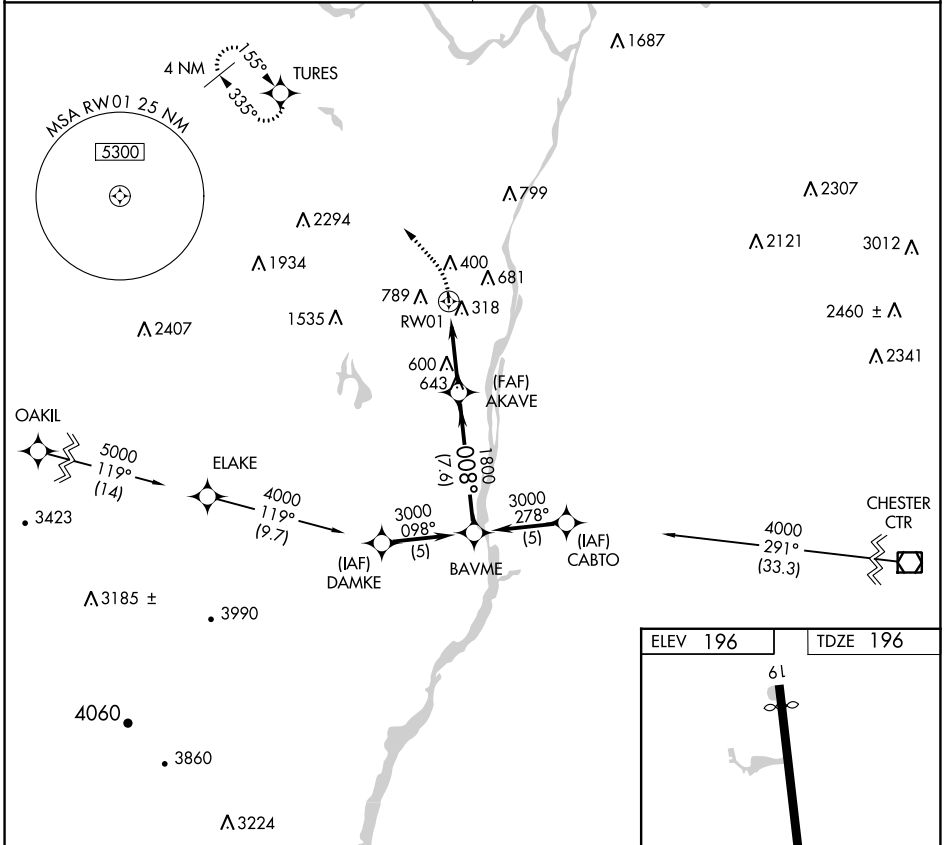 1687
4 NM
155°
335°
TURES
MSA RW01 25 NM
5300
799
2307
2294
2121
3012
1934
400
681
789
318
RW01
1535
2460 ±
2407
2341
600
643
(FAF)
AKAVE
OAKIL
5000
119°
(14)
ELAKE
1800
008°
(7.6)
4000
119°
(9.7)
3423
3000
098°
(5)
3000
278°
(5)
CHESTER
CTR
4000
291°
(33.3)
(IAF)
DAMKE
BAVME
(IAF)
CABTO
3185 ±
3990
ELEV 196
TDZE 196
19
4060
3860
3224